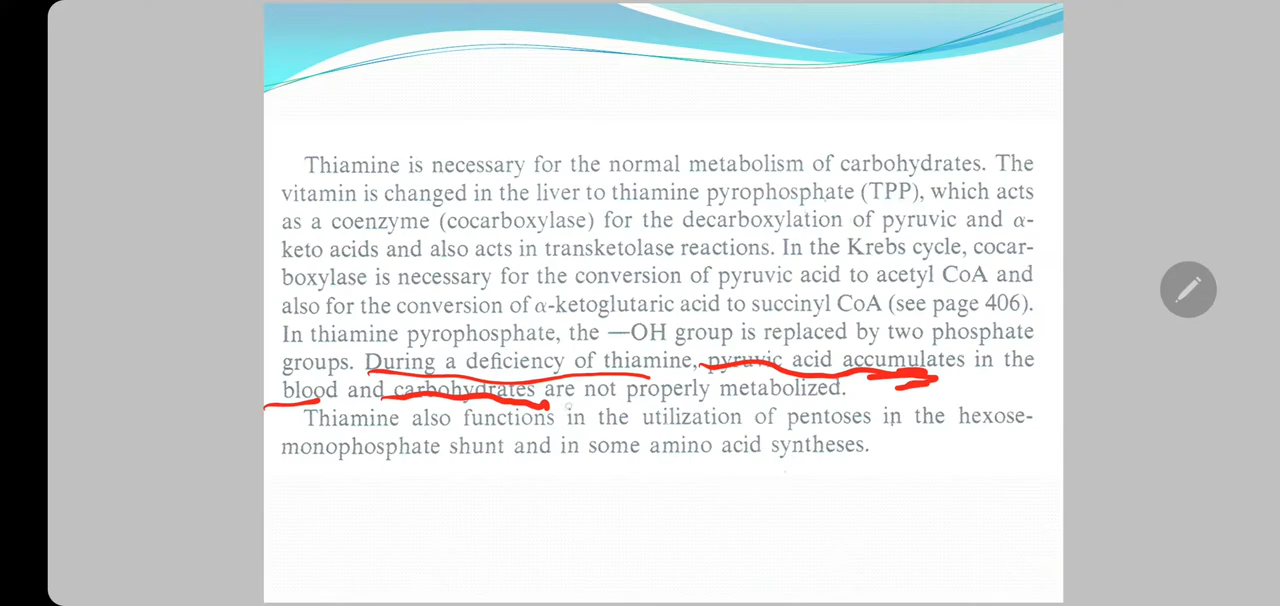 Thiamine is necessary for the normal metabolism of carbohydrates. The
vitamin is changed in the liver to thiamine pyrophosphate (TPP), which acts
as a coenzyme (cocarboxylase) for the decarboxylation of pyruvic and α-
keto acids and also acts in transketolase reactions. In the Krebs cycle, cocar-
boxylase is necessary for the conversion of pyruvic acid to acetyl CoA and
also for the conversion of α-ketoglutaric acid to succinyl CoA (see page 406).
In thiamine pyrophosphate, the —OH group is replaced by two phosphate
groups. During a deficiency of thiamine, pyruvic acid accumulates in the
blood and carbohydrates are not properly metabolized.
Thiamine also functions in the utilization of pentoses in the hexose-
monophosphate shunt and in some amino acid syntheses.